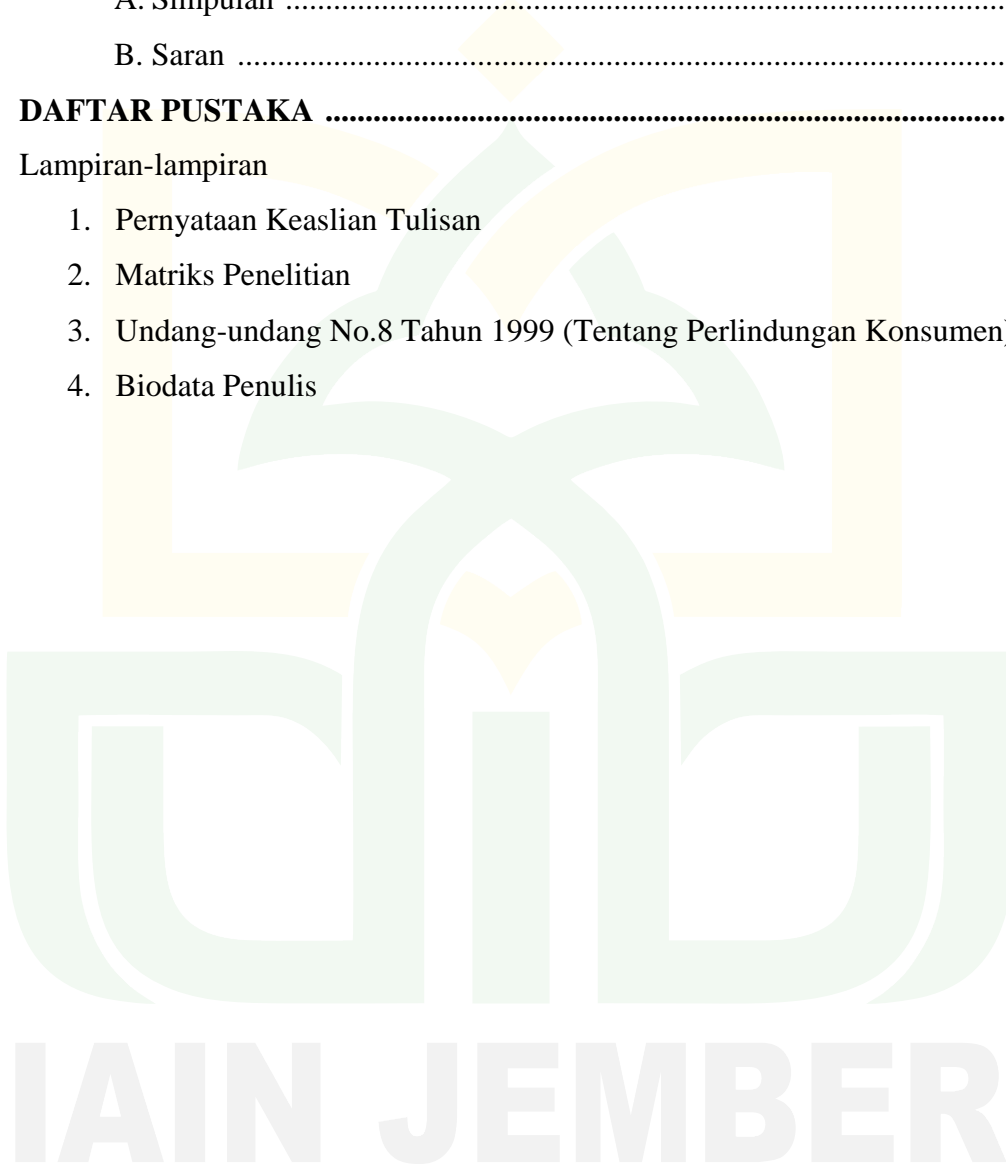 A. Simpulan ..........................................................................................
B. Saran ................................................................................................
DAFTAR PUSTAKA .....................................................................................
Lampiran-lampiran
1. Pernyataan Keaslian Tulisan
2. Matriks Penelitian
3. Undang-undang No.8 Tahun 1999 (Tentang Perlindungan Konsumen)
4. Biodata Penulis
IAIN JEMBER